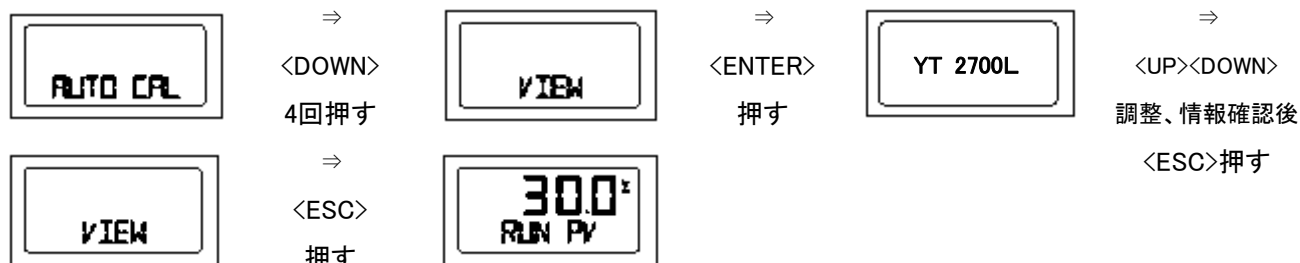 ⇒ ⇒ ⇒
AUTO CAL <DOWN> VIEW <ENTER> YT 2700L <UP><DOWN>
4回押す 押す 調整、情報確認後
<ESC>押す
⇒
VIEW <ESC> 30.0%
押す RUN PV